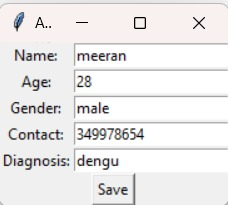 A..
Name: meeran
Age: 28
Gender: male
Contact: 349978654
Diagnosis: dengu
Save